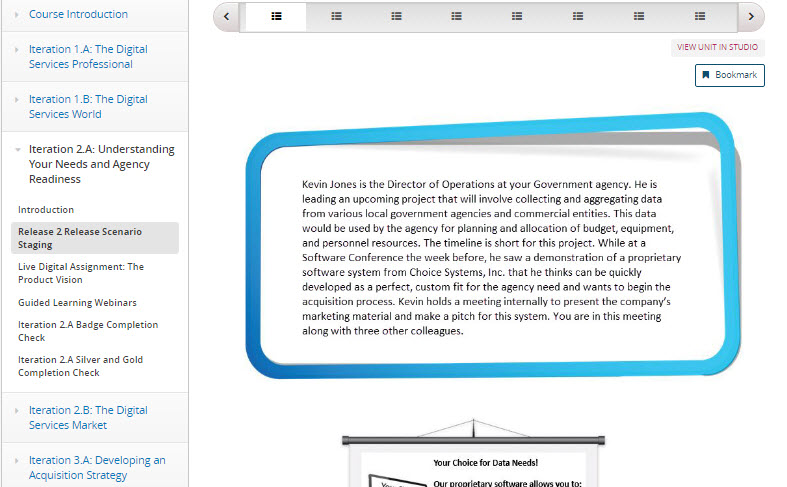 Course Introduction
Iteration 1.A: The Digital
Services Professional
Iteration 1.B: The Digital
Services World
Iteration 2.A: Understanding
Your Needs and Agency
Readiness
Introduction
Release 2 Release Scenario
Staging
Live Digital Assignment: The
Product Vision
Guided Learning Webinars
Iteration 2.A Badge Completion
Check
Iteration 2.A Silver and Gold
Completion Check
Iteration 2.B: The Digital
Services Market
Iteration 3.A: Developing an
Acquisition Strategy
VIEW UNIT IN STUDIO
Bookmark
Kevin Jones is the Director of Operations at your Government agency. He is
leading an upcoming project that will involve collecting and aggregating data
from various local government agencies and commercial entities. This data
would be used by the agency for planning and allocation of budget, equipment,
and personnel resources. The timeline is short for this project. While at a
Software Conference the week before, he saw a demonstration of a proprietary
software system from Choice Systems, Inc. that he thinks can be quickly
developed as a perfect, custom fit for the agency need and wants to begin the
acquisition process. Kevin holds a meeting internally to present the company's
marketing material and make a pitch for this system. You are in this meeting
along with three other colleagues.
Your Choice for Data Needs!
Our proprietary software allows you to: